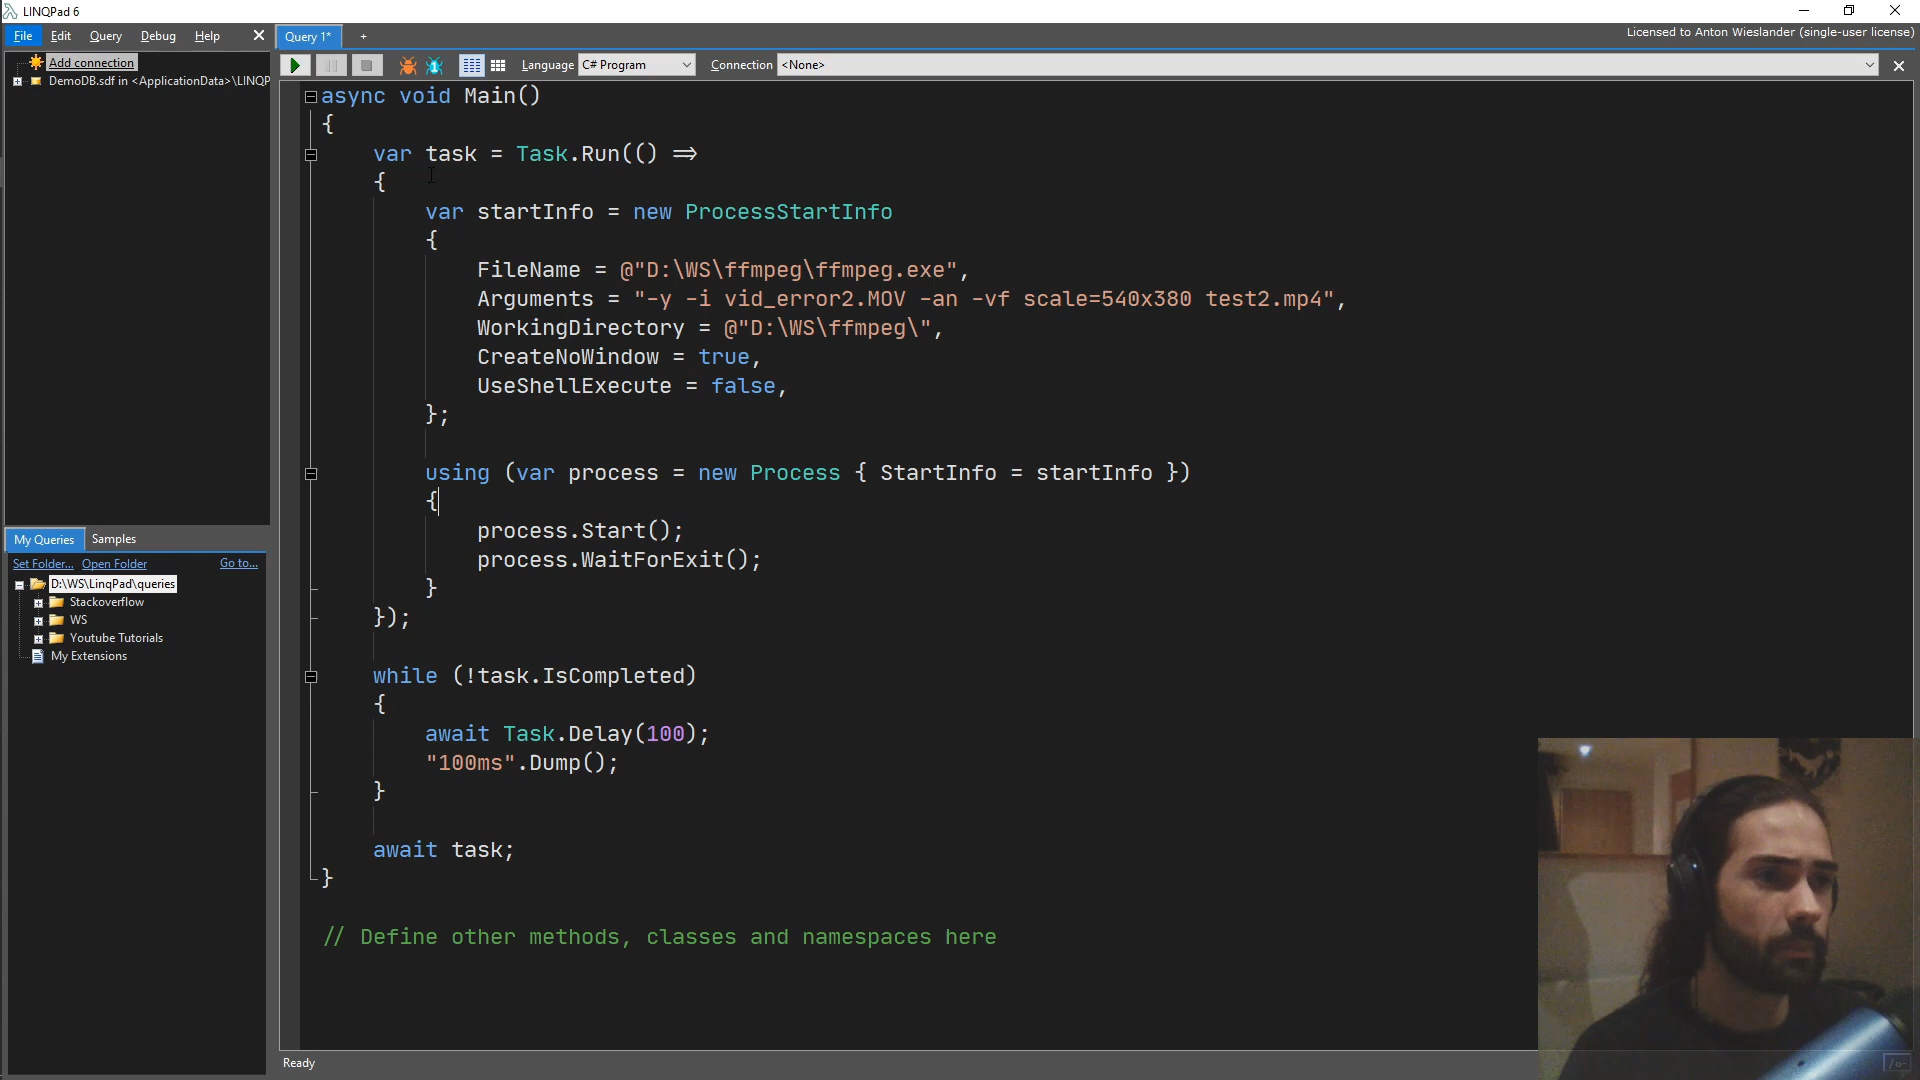 LINQPad 6
File Edit Query Debug Help
Query 1*
+
Licensed to Anton Wieslander (single-user license)
Add connection
DemoDB.sdf in <ApplicationData>\LINQP
Language C# Program Connection <None>
async void Main()
{
var task = Task.Run(() =>
{
var startInfo = new ProcessStartInfo
{
FileName = @"D:\WS\ffmpeg\ffmpeg.exe",
Arguments = "-y -i vid_error2.MOV -an -vf scale=540x380 test2.mp4",
WorkingDirectory = @"D:\WS\ffmpeg\",
CreateNoWindow = true,
UseShellExecute = false,
};
using (var process = new Process { StartInfo = startInfo })
{
process.Start();
process.WaitForExit();
}
});
while (!task.IsCompleted)
{
await Task.Delay(100);
"100ms".Dump();
}
await task;
}
// Define other methods, classes and namespaces here
My Queries Samples
Set Folder... Open Folder Go to...
D:\WS\LinqPad\queries
Stackoverflow
WS
Youtube Tutorials
My Extensions
Ready
/o-